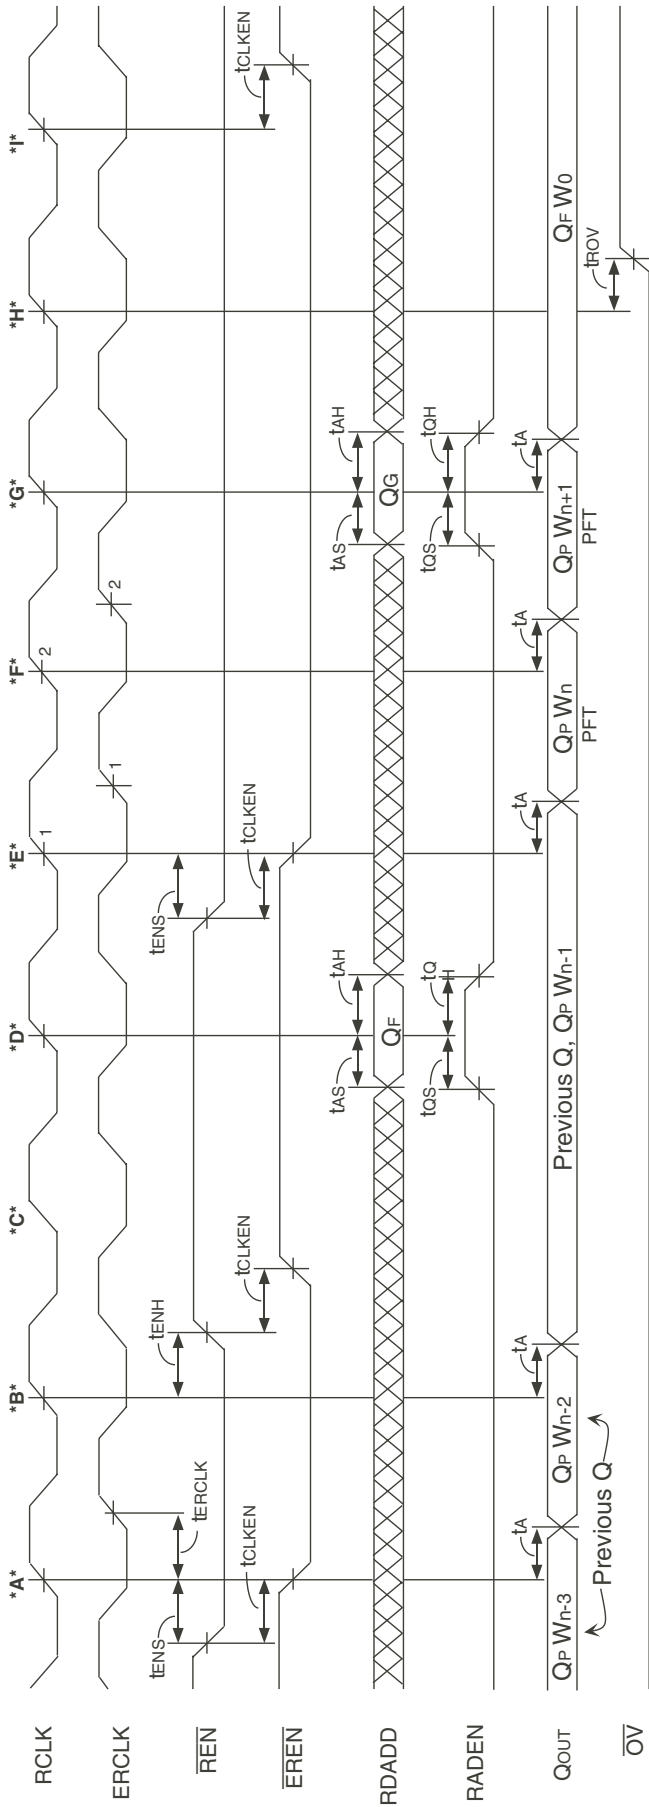 *A*
*B*
*C*
*D*
*E*
*F*
*G*
*H*
*I*
RCLK
1
2
ERCLK
1
2
tERCLK
REN
tENS
tENH
tENS
EREN
tCLKEN
tCLKEN
tCLKEN
tCLKEN
RDADD
tAS
tAH
QF
tAS
tAH
QG
RADEN
tQS
tQH
tQS
tQH
QOUT
tA
tA
tA
tA
tA
QP Wn-3
QP Wn-2
Previous Q, QP Wn-1
QP Wn
QP Wn+1
QF W0
Previous Q
PFT
PFT
OV
tROV